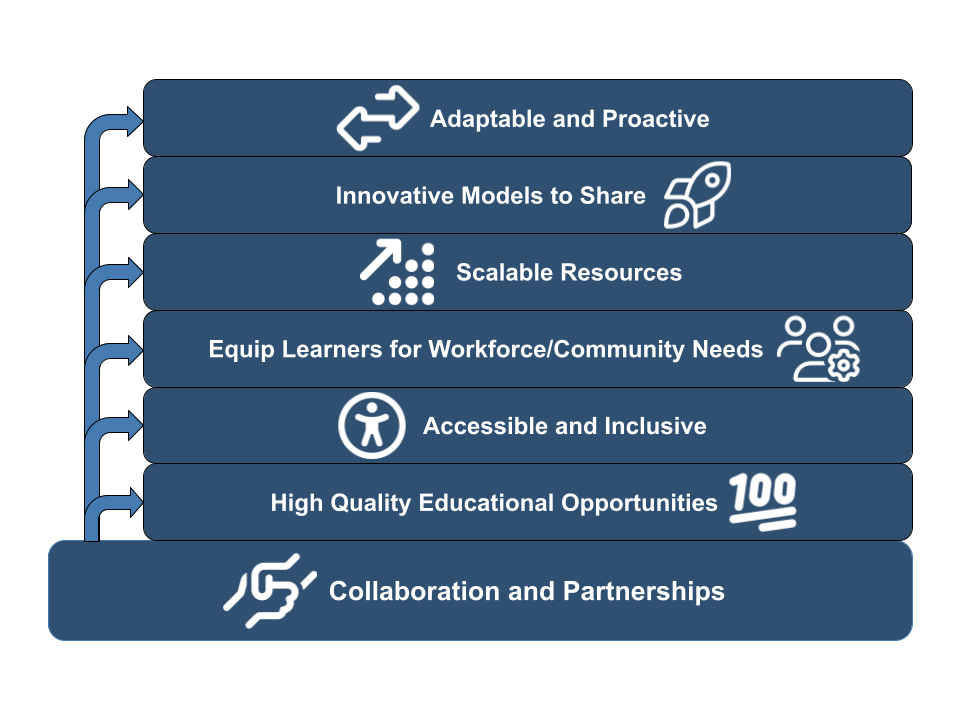 Adaptable and Proactive
Innovative Models to Share
Scalable Resources
Equip Learners for Workforce/Community Needs
Accessible and Inclusive
High Quality Educational Opportunities 100
Collaboration and Partnerships